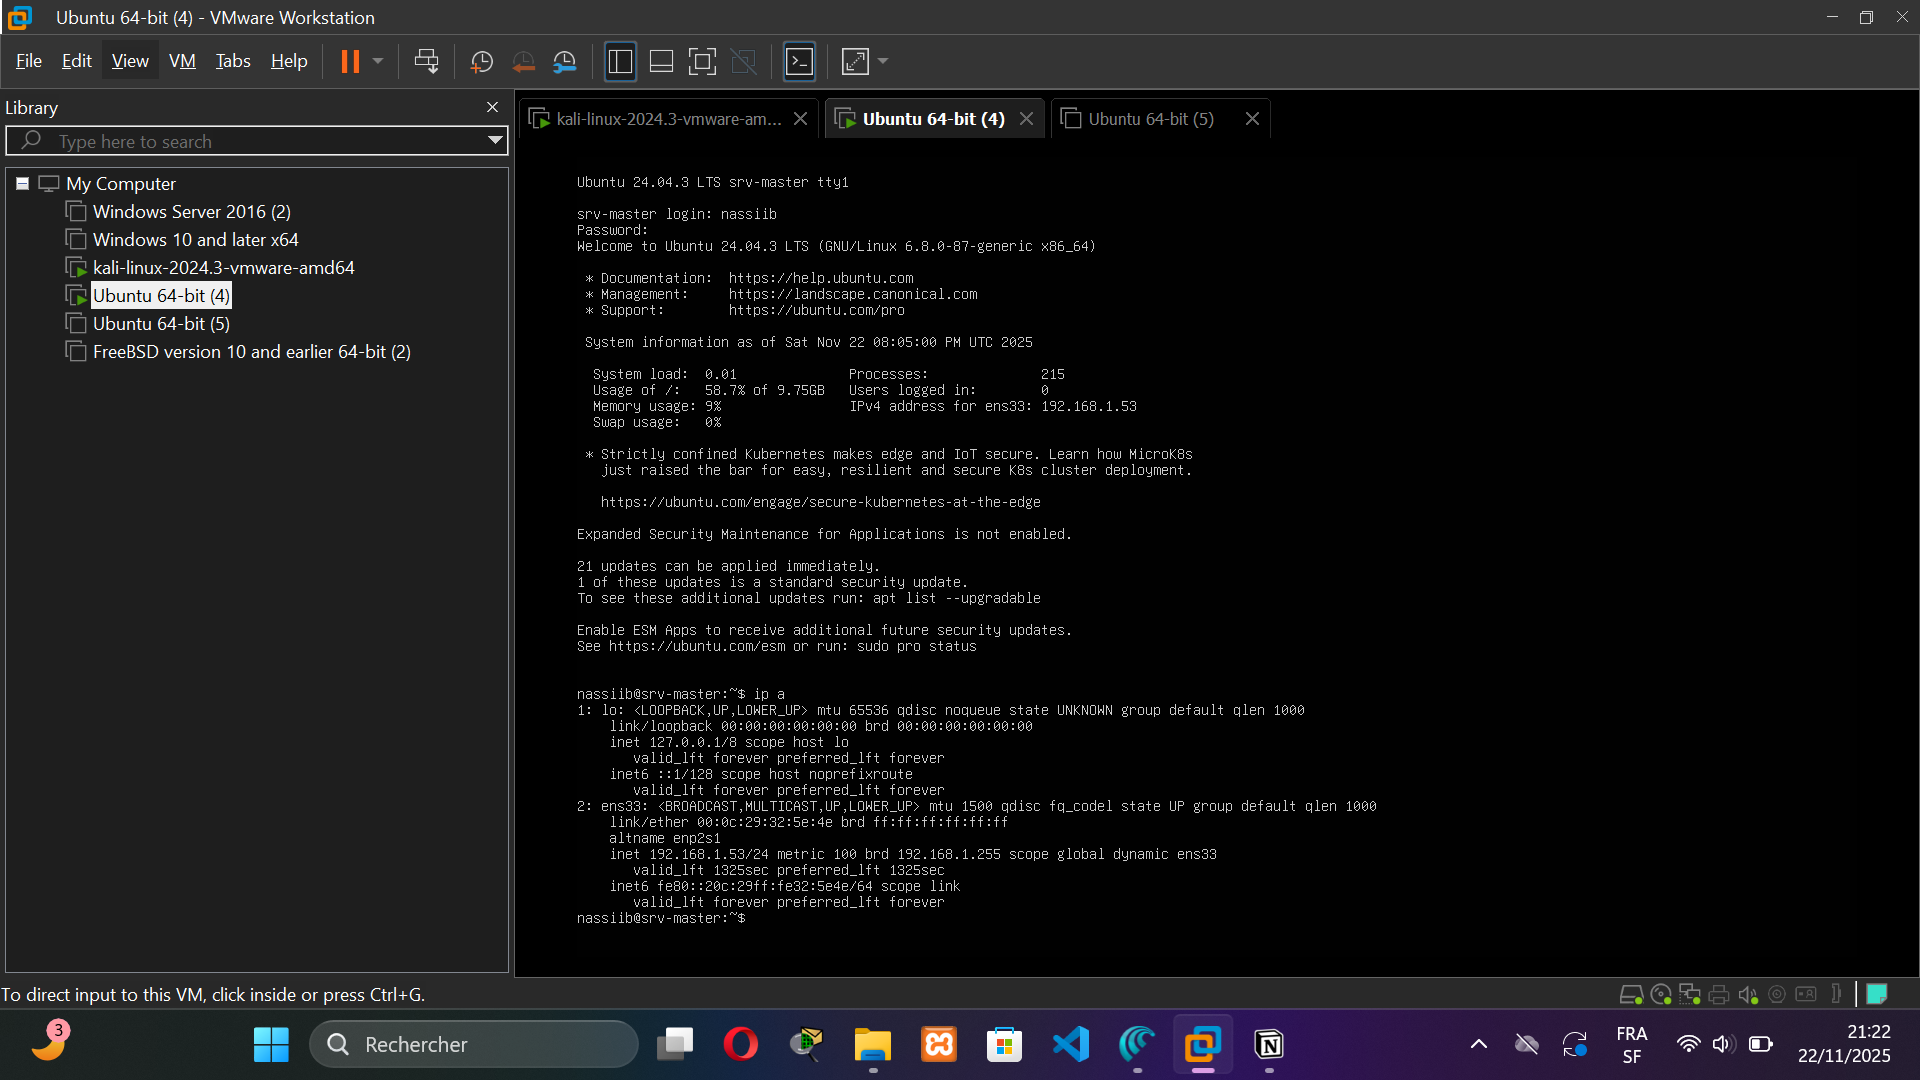 Ubuntu 64-bit (4) - VMware Workstation
File Edit View VM Tabs Help
Library
Type here to search
My Computer
Windows Server 2016 (2)
Windows 10 and later x64
kali-linux-2024.3-vmware-amd64
Ubuntu 64-bit (4)
Ubuntu 64-bit (5)
FreeBSD version 10 and earlier 64-bit (2)
kali-linux-2024.3-vmware-am... Ubuntu 64-bit (4) Ubuntu 64-bit (5)
Ubuntu 24.04.3 LTS srv-master tty1
srv-master login: nassiib
Password:
Welcome to Ubuntu 24.04.3 LTS (GNU/Linux 6.8.0-87-generic x86_64)
* Documentation: https://help.ubuntu.com
* Management: https://landscape.canonical.com
* Support: https://ubuntu.com/pro
System information as of Sat Nov 22 08:05:00 PM UTC 2025
System load: 0.01 Processes: 215
Usage of /: 58.7% of 9.75GB Users logged in: 0
Memory usage: 9% IPv4 address for ens33: 192.168.1.53
Swap usage: 0%
* Strictly confined Kubernetes makes edge and IoT secure. Learn how MicroK8s
just raised the bar for easy, resilient and secure K8s cluster deployment.
https://ubuntu.com/engage/secure-kubernetes-at-the-edge
Expanded Security Maintenance for Applications is not enabled.
21 updates can be applied immediately.
1 of these updates is a standard security update.
To see these additional updates run: apt list --upgradable
Enable ESM Apps to receive additional future security updates.
See https://ubuntu.com/esm or run: sudo pro status
nassiib@srv-master:~$ ip a
1: lo: <LOOPBACK,UP,LOWER_UP> mtu 65536 qdisc noqueue state UNKNOWN group default qlen 1000
link/loopback 00:00:00:00:00:00 brd 00:00:00:00:00:00
inet 127.0.0.1/8 scope host lo
valid_lft forever preferred_lft forever
inet6 ::1/128 scope host noprefixroute
valid_lft forever preferred_lft forever
2: ens33: <BROADCAST,MULTICAST,UP,LOWER_UP> mtu 1500 qdisc fq_codel state UP group default qlen 1000
link/ether 00:0c:29:32:5e:4e brd ff:ff:ff:ff:ff:ff
altname enp2s1
inet 192.168.1.53/24 metric 100 brd 192.168.1.255 scope global dynamic ens33
valid_lft 1325sec preferred_lft 1325sec
inet6 fe80::20c:29ff:fe32:5e4e/64 scope link
valid_lft forever preferred_lft forever
nassiib@srv-master:~$
To direct input to this VM, click inside or press Ctrl+G.
3
Rechercher
FRA
SF
21:22
22/11/2025